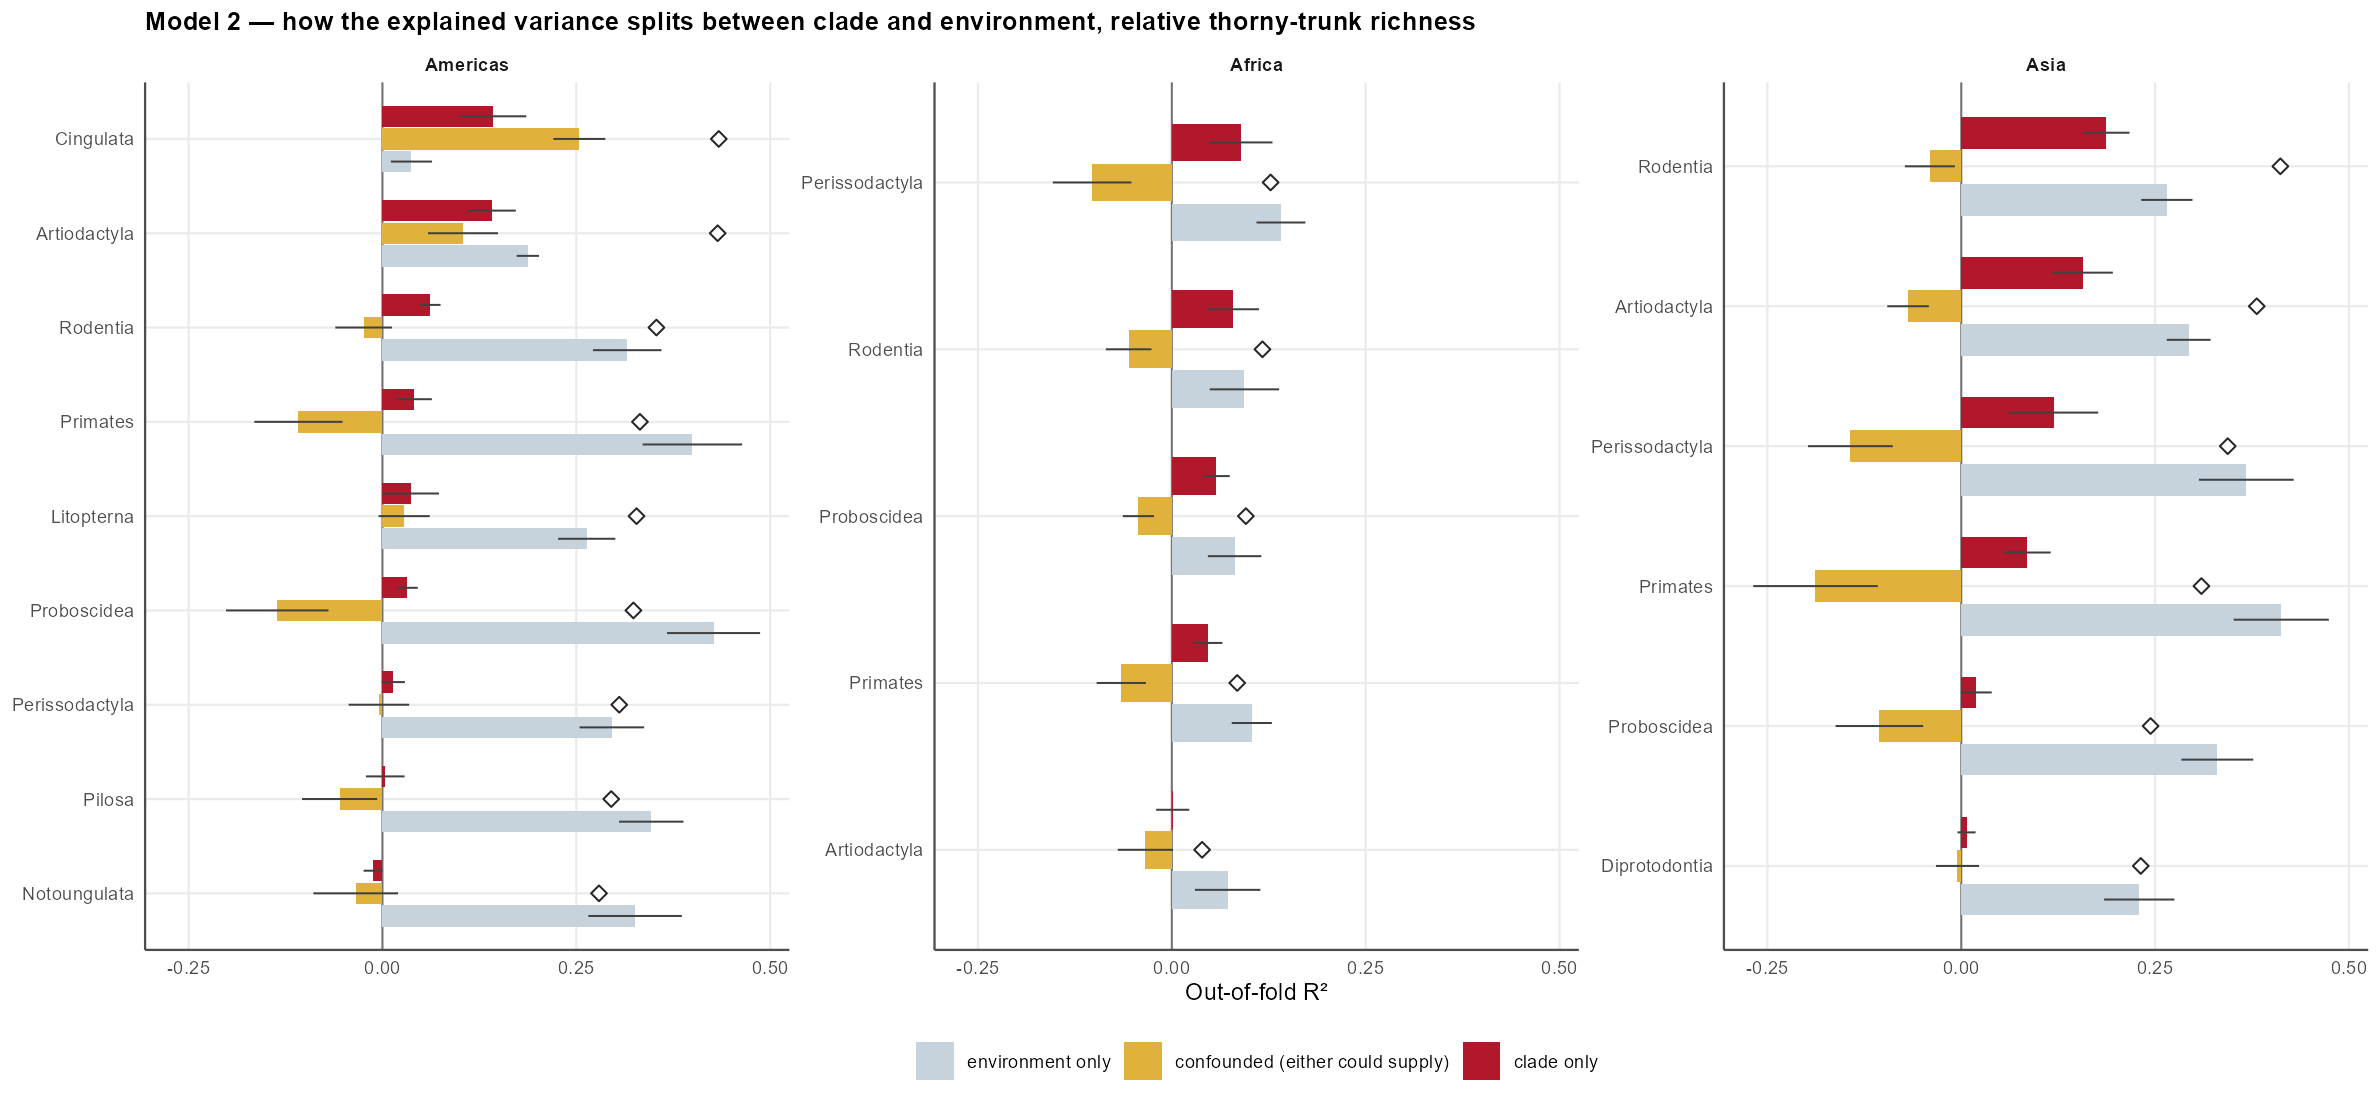 Model 2 — how the explained variance splits between clade and environment, relative thorny-trunk richness
Americas
Cingulata
Artiodactyla
Rodentia
Primates
Litopterna
Proboscidea
Perissodactyla
Pilosa
Notoungulata
-0.25 0.00 0.25 0.50
Africa
Perissodactyla
Rodentia
Proboscidea
Primates
Artiodactyla
-0.25 0.00 0.25 0.50
Asia
Rodentia
Artiodactyla
Perissodactyla
Primates
Proboscidea
Diprotodontia
-0.25 0.00 0.25 0.50
Out-of-fold R²
environment only confounded (either could supply) clade only